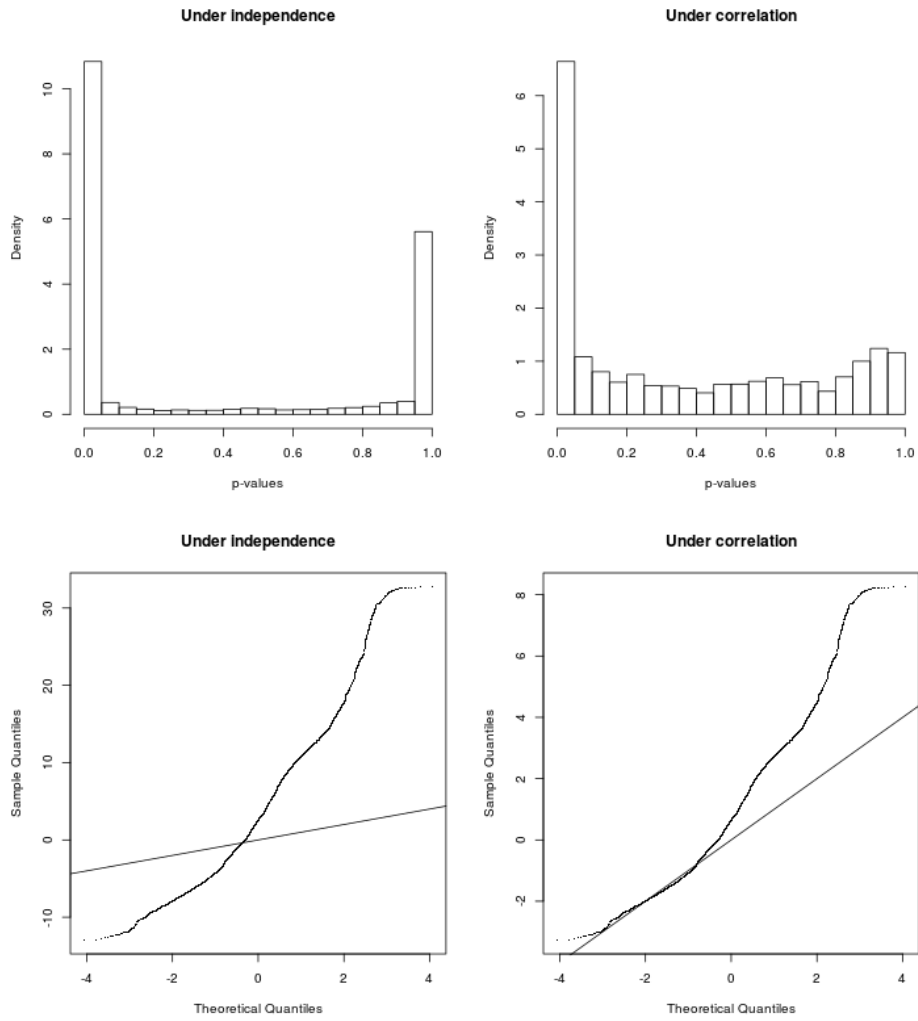 Under independence
Under correlation
10
8
6
4
2
0
Density
0.0 0.2 0.4 0.6 0.8 1.0
p-values
6
5
4
3
2
1
0
Density
0.0 0.2 0.4 0.6 0.8 1.0
p-values
Under independence
Under correlation
30
20
10
0
-10
Sample Quantiles
-4 -2 0 2 4
Theoretical Quantiles
8
6
4
2
0
-2
Sample Quantiles
-4 -2 0 2 4
Theoretical Quantiles